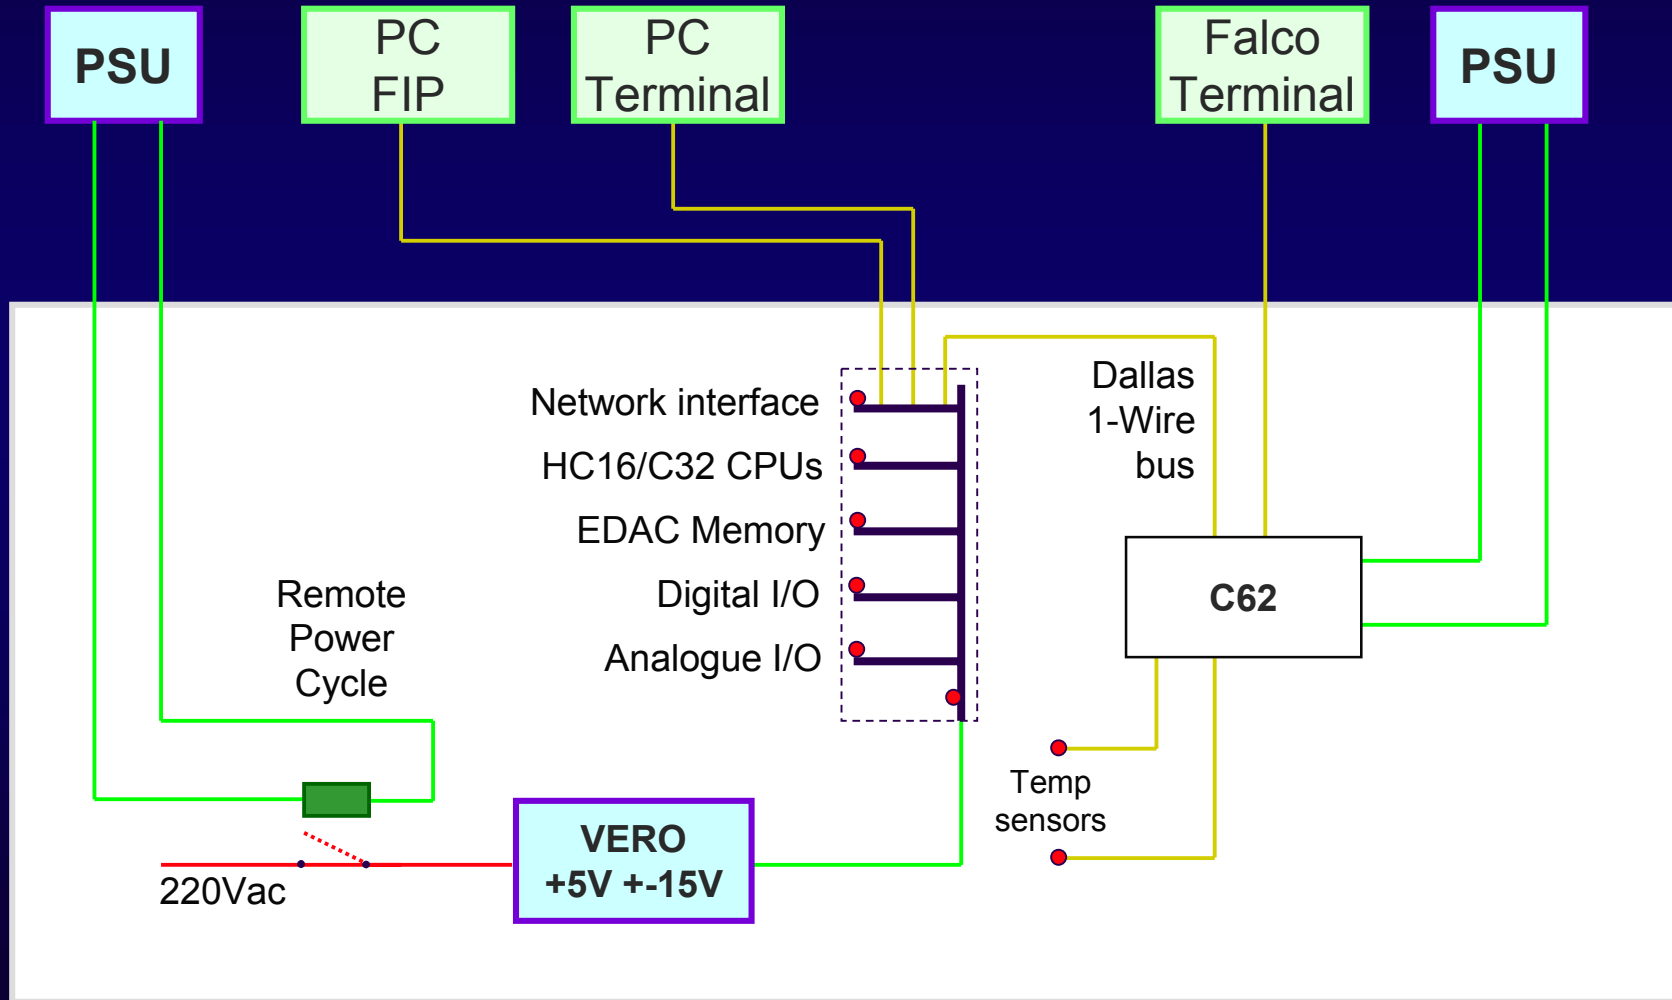 PSU
PC
FIP
PC
Terminal
Falco
Terminal
PSU
Network interface
HC16/C32 CPUs
EDAC Memory
Digital I/O
Analogue I/O
Dallas
1-Wire
bus
C62
Remote
Power
Cycle
Temp
sensors
VERO
+5V +-15V
220Vac